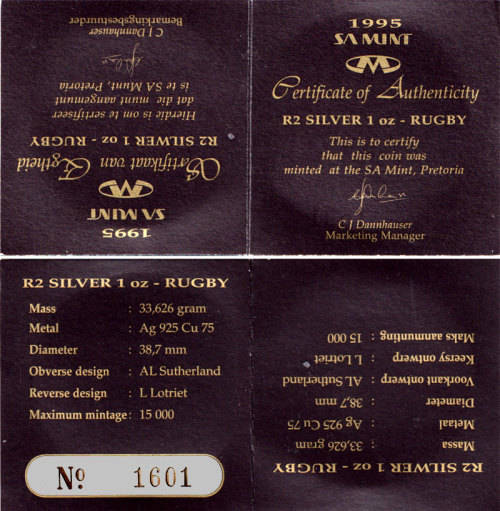 1995
SA MINT
Certificate of Authenticity
R2 SILVER 1 oz - RUGBY
This is to certify
that this coin was
minted at the SA Mint, Pretoria
C J Dannhauser
Marketing Manager
1995
SA MINT
Sertifikaat van Egtheid
R2 SILWER 1 oz - RUGBY
Hierdie is om te sertifiseer
dat die munt aangemunt
is te SA Munt, Pretoria
C J Dannhauser
Bemarkingsbestuurder
R2 SILVER 1 oz - RUGBY
Mass : 33,626 gram
Metal : Ag 925 Cu 75
Diameter : 38,7 mm
Obverse design : AL Sutherland
Reverse design : L Lotriet
Maximum mintage : 15 000
Nº 1601
R2 SILWER 1 oz - RUGBY
Massa : 33,626 gram
Metaal : Ag 925 Cu 75
Diameter : 38,7 mm
Voorkant ontwerp : AL Sutherland
Keersy ontwerp : L Lotriet
Maks aanmunting : 15 000